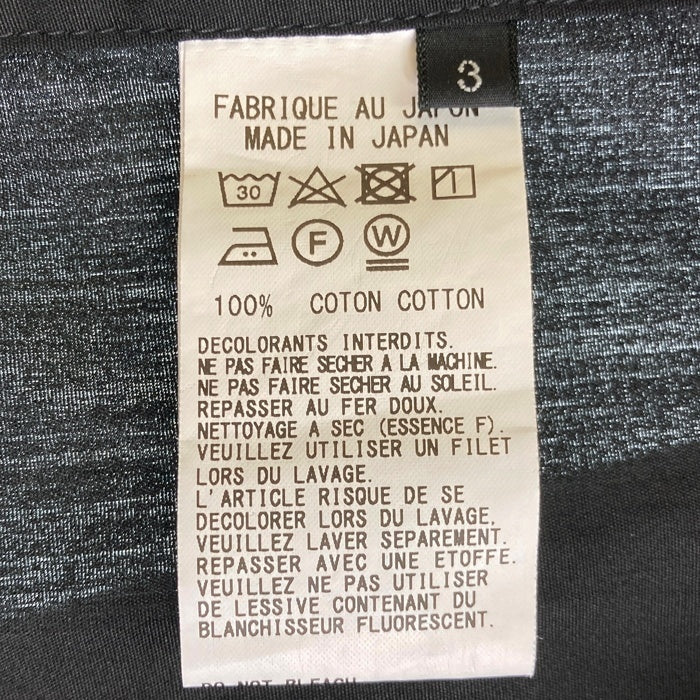 3
FABRIQUE AU JAPON
MADE IN JAPAN
30
F
W
100% COTON COTTON
DECOLORANTS INTERDITS.
NE PAS FAIRE SECHER A LA MACHINE.
NE PAS FAIRE SECHER AU SOLEIL.
REPASSER AU FER DOUX.
NETTOYAGE A SEC (ESSENCE F).
VEUILLEZ UTILISER UN FILET
LORS DU LAVAGE.
L'ARTICLE RISQUE DE SE
DECOLORER LORS DU LAVAGE,
VEUILLEZ LAVER SEPAREMENT.
REPASSER AVEC UNE ETOFFE.
VEUILLEZ NE PAS UTILISER
DE LESSIVE CONTENANT DU
BLANCHISSEUR FLUORESCENT.
DO NOT BLEACH